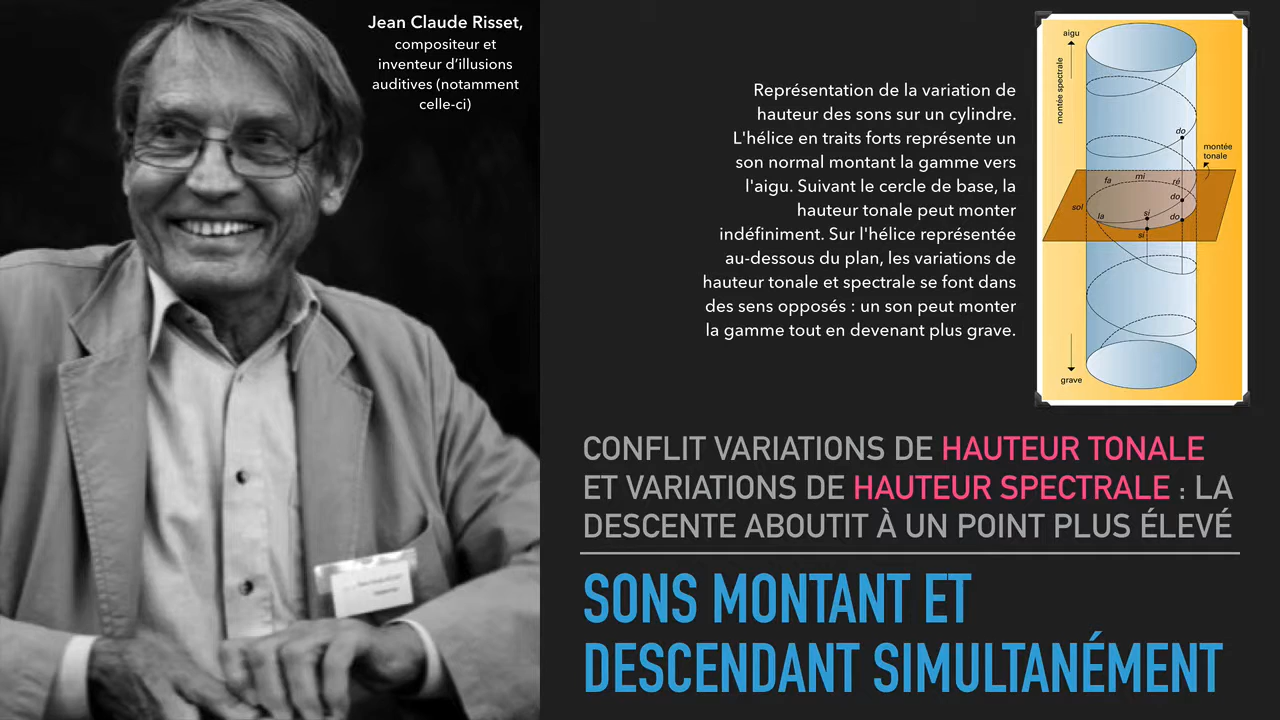 Jean Claude Risset,
compositeur et
inventeur d’illusions
auditives (notamment
celle-ci)
Représentation de la variation de
hauteur des sons sur un cylindre.
L'hélice en traits forts représente un
son normal montant la gamme vers
l'aigu. Suivant le cercle de base, la
hauteur tonale peut monter
indéfiniment. Sur l'hélice représentée
au-dessous du plan, les variations de
hauteur tonale et spectrale se font dans
des sens opposés : un son peut monter
la gamme tout en devenant plus grave.
aigu
montée spectrale
do
montée
tonale
fa
mi
ré
do
sol
la
si
do
si
grave
CONFLIT VARIATIONS DE HAUTEUR TONALE
ET VARIATIONS DE HAUTEUR SPECTRALE : LA
DESCENTE ABOUTIT À UN POINT PLUS ÉLEVÉ
SONS MONTANT ET
DESCENDANT SIMULTANÉMENT